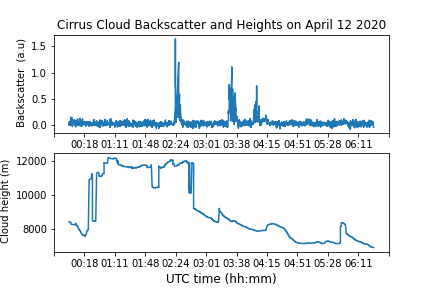 Cirrus Cloud Backscatter and Heights on April 12 2020
Backscatter (a.u)
1.5
1.0
0.5
0.0
00:18 01:11 01:48 02:24 03:01 03:38 04:15 04:51 05:28 06:11
Cloud height (m)
12000
10000
8000
00:18 01:11 01:48 02:24 03:01 03:38 04:15 04:51 05:28 06:11
UTC time (hh:mm)